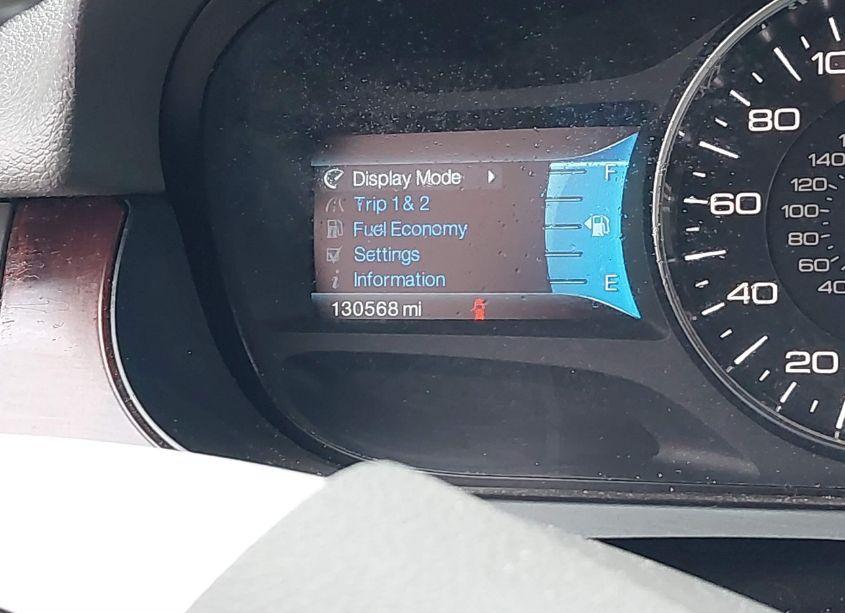 Display Mode
Trip 1 & 2
Fuel Economy
Settings
Information
130568 mi
F
E
80
60
40
20
140
120
100
80
60
40